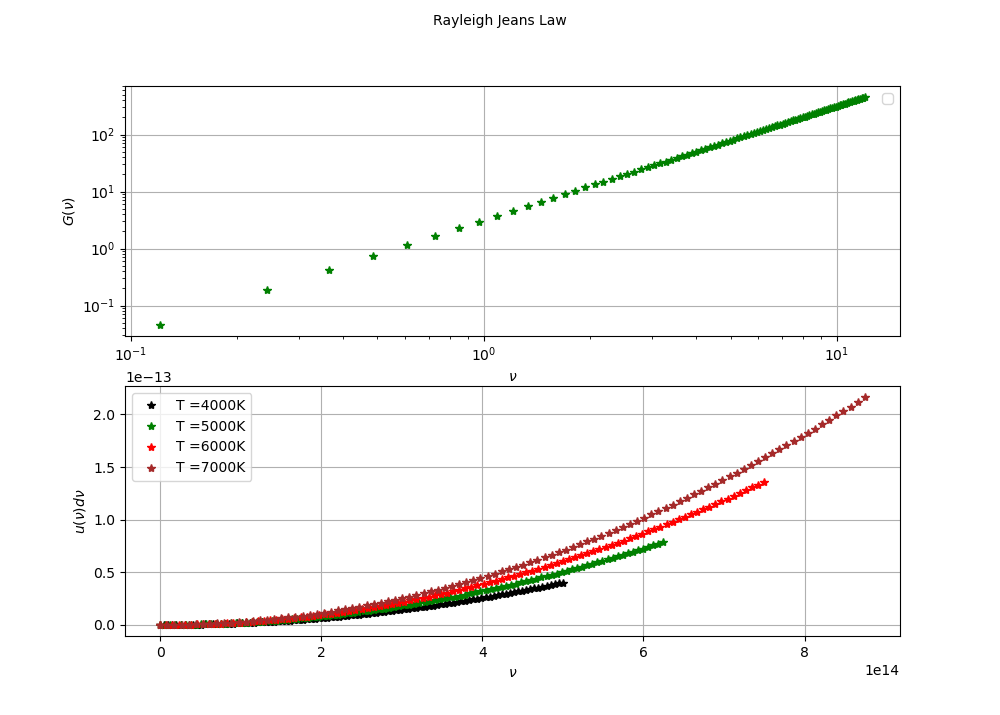 Rayleigh Jeans Law
G(ν)
10²
10¹
10⁰
10⁻¹
10⁻¹ 10⁰ 10¹
ν
1e−13
u(ν)dν
2.0
1.5
1.0
0.5
0.0
T =4000K
T =5000K
T =6000K
T =7000K
0 2 4 6 8
1e14
ν